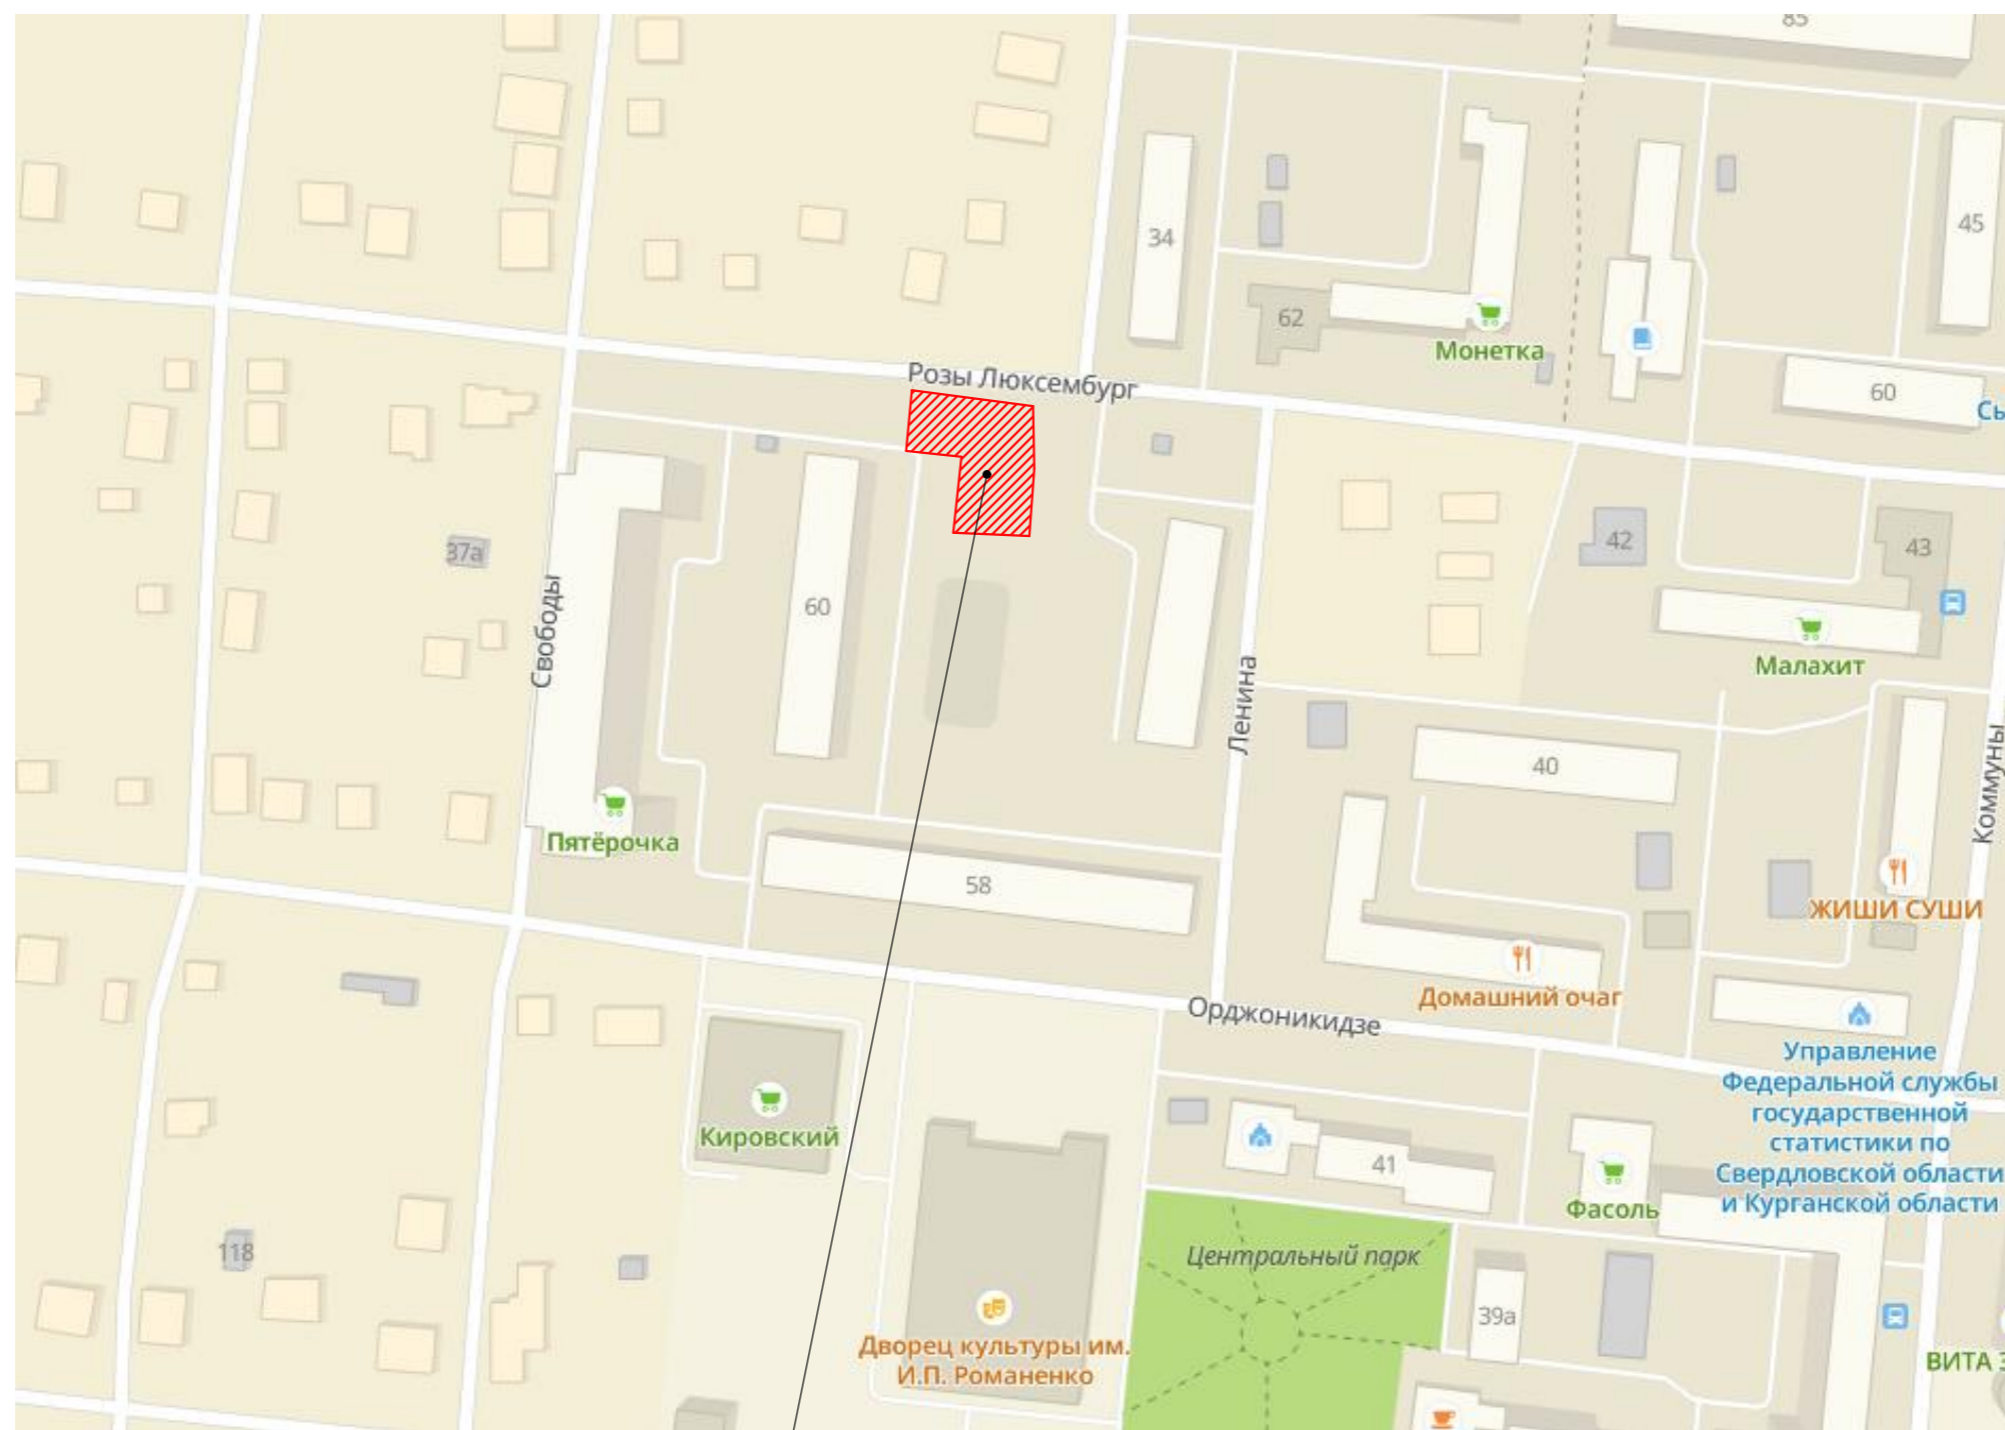 85
34
45
62
Монетка
Розы Люксембург
60
Сы
37а
42
43
60
Свободы
Малахит
Ленина
40
Коммуны
Пятёрочка
58
ЖИШИ СУШИ
Домашний очаг
Орджоникидзе
Управление
Федеральной службы
государственной
статистики по
Свердловской области
и Курганской области
Кировский
41
Фасоль
118
Центральный парк
39а
Дворец культуры им.
И.П. Романенко
ВИТА